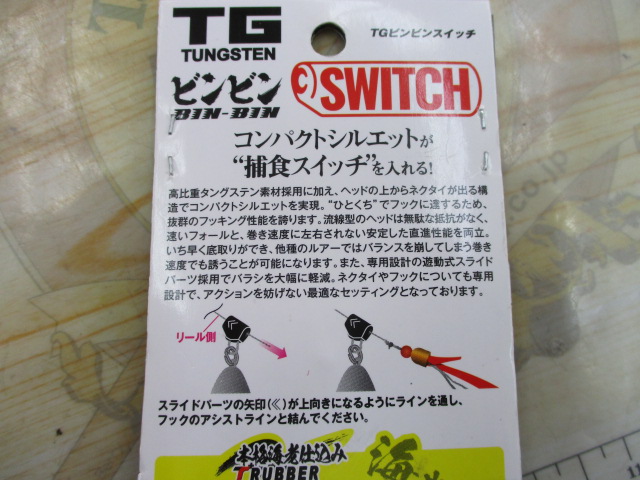 TG
TUNGSTEN
TGビンビンスイッチ
ビンビン
BIN-BIN
SWITCH
コンパクトシルエットが
“捕食スイッチ”を入れる!
高比重タングステン素材採用に加え、ヘッドの上からネクタイが出る構
造でコンパクトシルエットを実現。“ひとくち”でフックに達するため、
抜群のフッキング性能を誇ります。流線型のヘッドは無駄な抵抗がなく、
速いフォールと、巻き速度に左右されない安定した直進性能を両立。
いち早く底取りができ、他種のルアーではバランスを崩してしまう巻き
速度でも誘うことが可能になります。また、専用設計の遊動式スライド
パーツ採用でバラシを大幅に軽減。ネクタイやフックについても専用
設計で、アクションを妨げない最適なセッティングとなっております。
リール側
スライドパーツの矢印(《)が上向きになるようにラインを通し、
フックのアシストラインと結んでください。
本格海老仕込み
T RUBBER
海